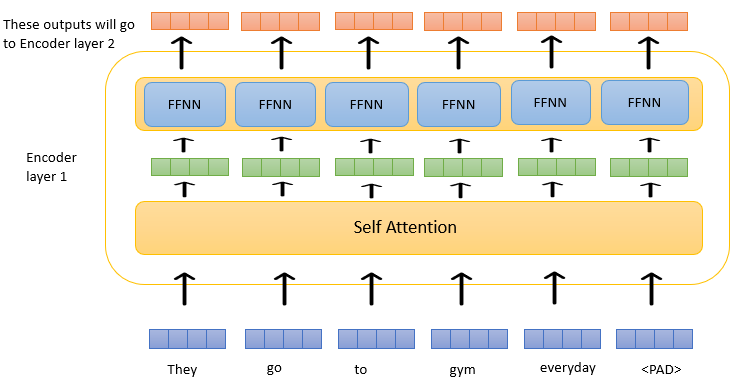 These outputs will go
to Encoder layer 2
FFNN FFNN FFNN FFNN FFNN FFNN
Encoder
layer 1
Self Attention
They go to gym everyday <PAD>